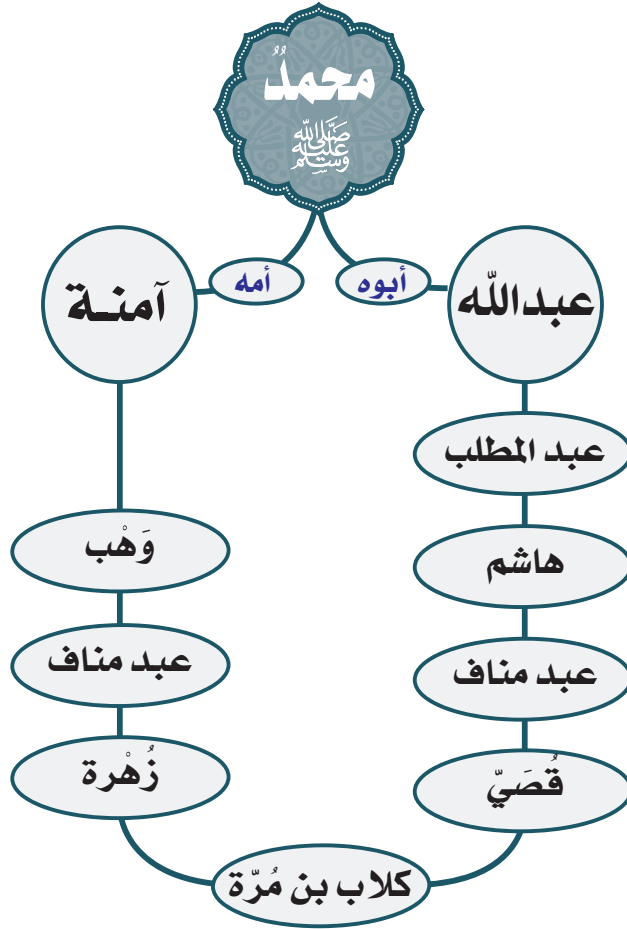 محمدٌ
صلى الله
عليه
وسلم
أبوه
أمه
عبدالله
آمنـة
عبد المطلب
هاشم
وَهْب
عبد مناف
عبد مناف
قُصَيّ
زُهْرة
كلاب بن مُرّة